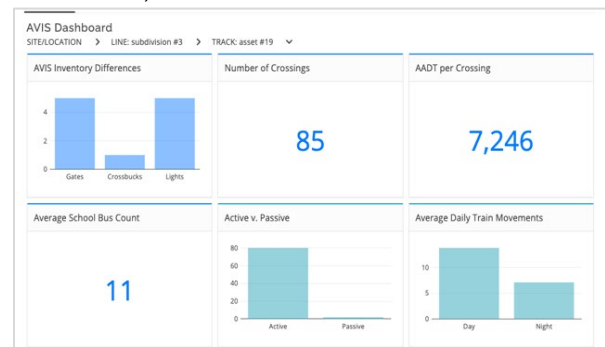 AVIS Dashboard
SITE/LOCATION > LINE: subdivision #3 > TRACK: asset #19
AVIS Inventory Differences
4
2
0
Gates Crossbucks Lights
Number of Crossings
85
AADT per Crossing
7,246
Average School Bus Count
11
Active v. Passive
80
60
40
20
0
Active Passive
Average Daily Train Movements
10
5
0
Day Night